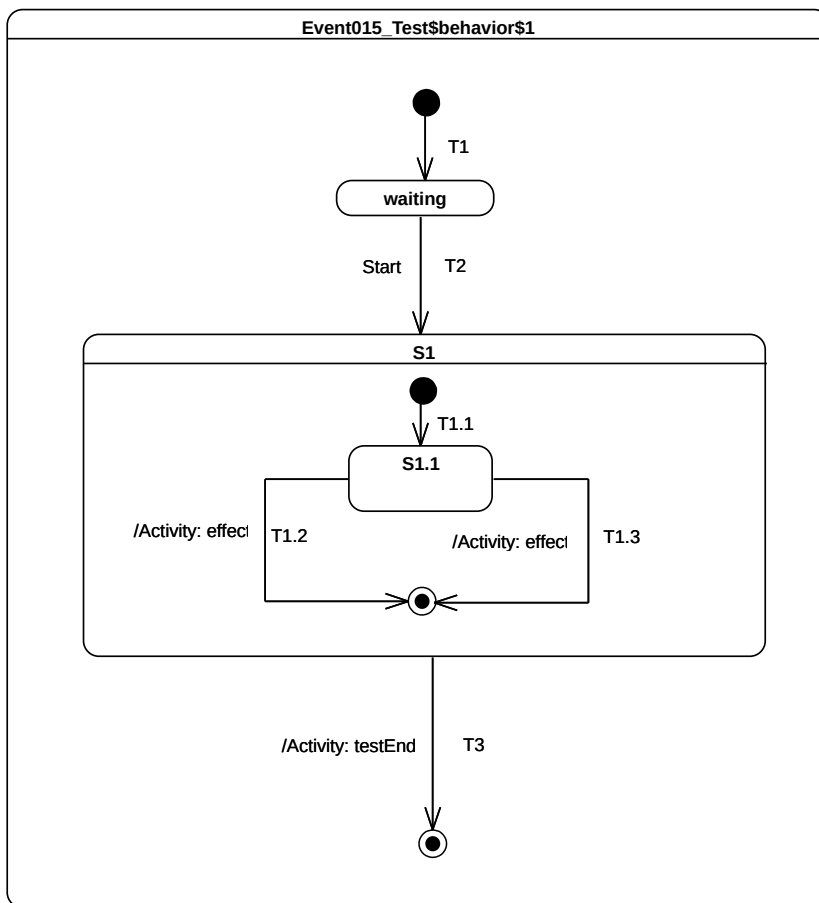 Event015_Test$behavior$1
T1
waiting
Start T2
S1
T1.1
S1.1
/Activity: effect T1.2
/Activity: effect T1.3
/Activity: testEnd T3